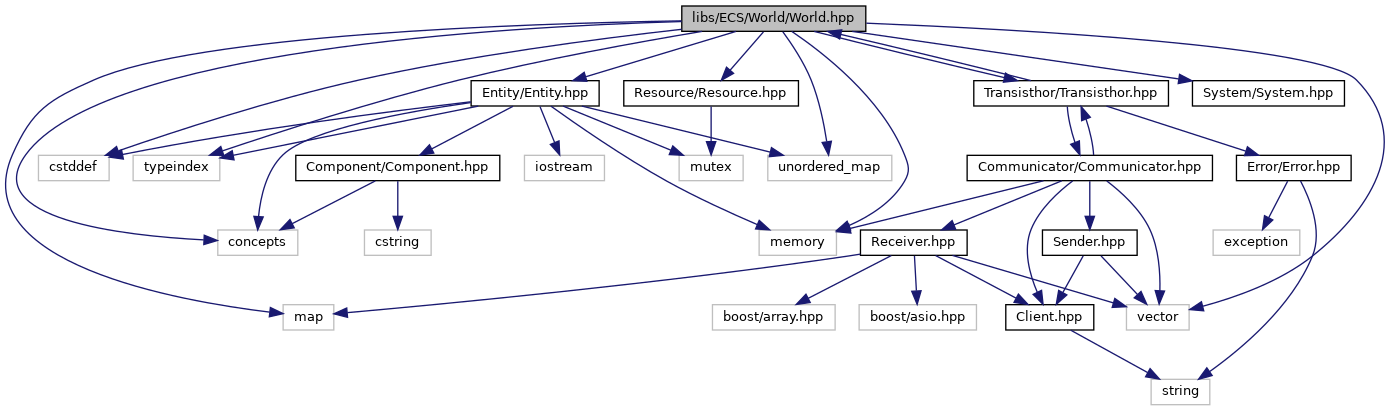 libs/ECS/World/World.hpp
Entity/Entity.hpp
Resource/Resource.hpp
Transisthor/Transisthor.hpp
System/System.hpp
cstddef
typeindex
Component/Component.hpp
iostream
mutex
unordered_map
Communicator/Communicator.hpp
Error/Error.hpp
concepts
cstring
memory
Receiver.hpp
Sender.hpp
exception
map
boost/array.hpp
boost/asio.hpp
Client.hpp
vector
string